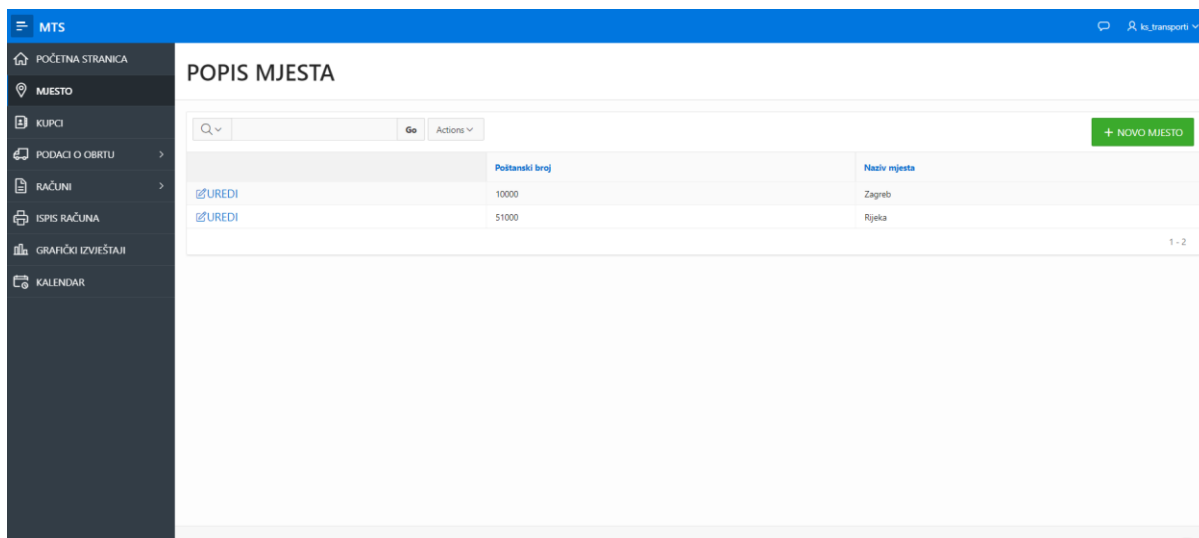 MTS
ks_transporti
POČETNA STRANICA
MJESTO
KUPCI
PODACI O OBRTU
RAČUNI
ISPIS RAČUNA
GRAFIČKI IZVJEŠTAJI
KALENDAR
POPIS MJESTA
Go Actions
+ NOVO MJESTO
Poštanski broj Naziv mjesta
UREDI 10000 Zagreb
UREDI 51000 Rijeka
1 - 2